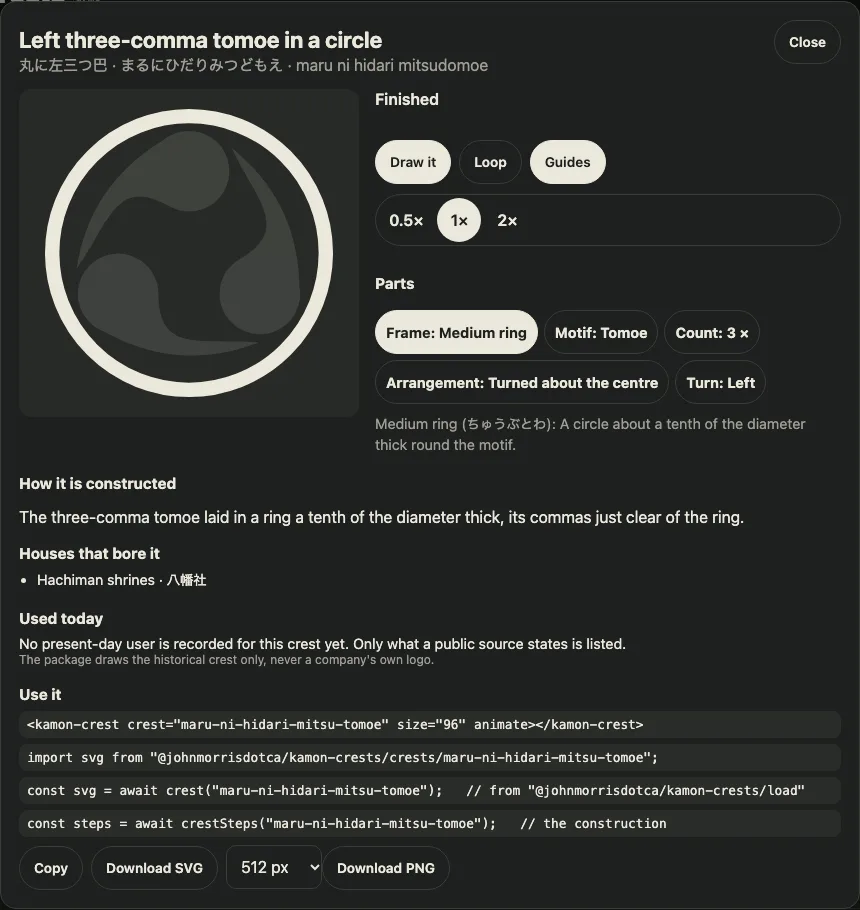 Left three-comma tomoe in a circle
Close
丸に左三つ巴 · まるにひだりみつどもえ · maru ni hidari mitsudomoe
Finished
Draw it
Loop
Guides
0.5×
1×
2×
Parts
Frame: Medium ring
Motif: Tomoe
Count: 3 ×
Arrangement: Turned about the centre
Turn: Left
Medium ring (ちゅうぶとわ): A circle about a tenth of the diameter
thick round the motif.
How it is constructed
The three-comma tomoe laid in a ring a tenth of the diameter thick, its commas just clear of the ring.
Houses that bore it
• Hachiman shrines · 八幡社
Used today
No present-day user is recorded for this crest yet. Only what a public source states is listed.
The package draws the historical crest only, never a company's own logo.
Use it
<kamon-crest crest="maru-ni-hidari-mitsu-tomoe" size="96" animate></kamon-crest>
import svg from "@johnmorrisdotca/kamon-crests/crests/maru-ni-hidari-mitsu-tomoe";
const svg = await crest("maru-ni-hidari-mitsu-tomoe");   // from "@johnmorrisdotca/kamon-crests/load"
const steps = await crestSteps("maru-ni-hidari-mitsu-tomoe");   // the construction
Copy
Download SVG
512 px
Download PNG